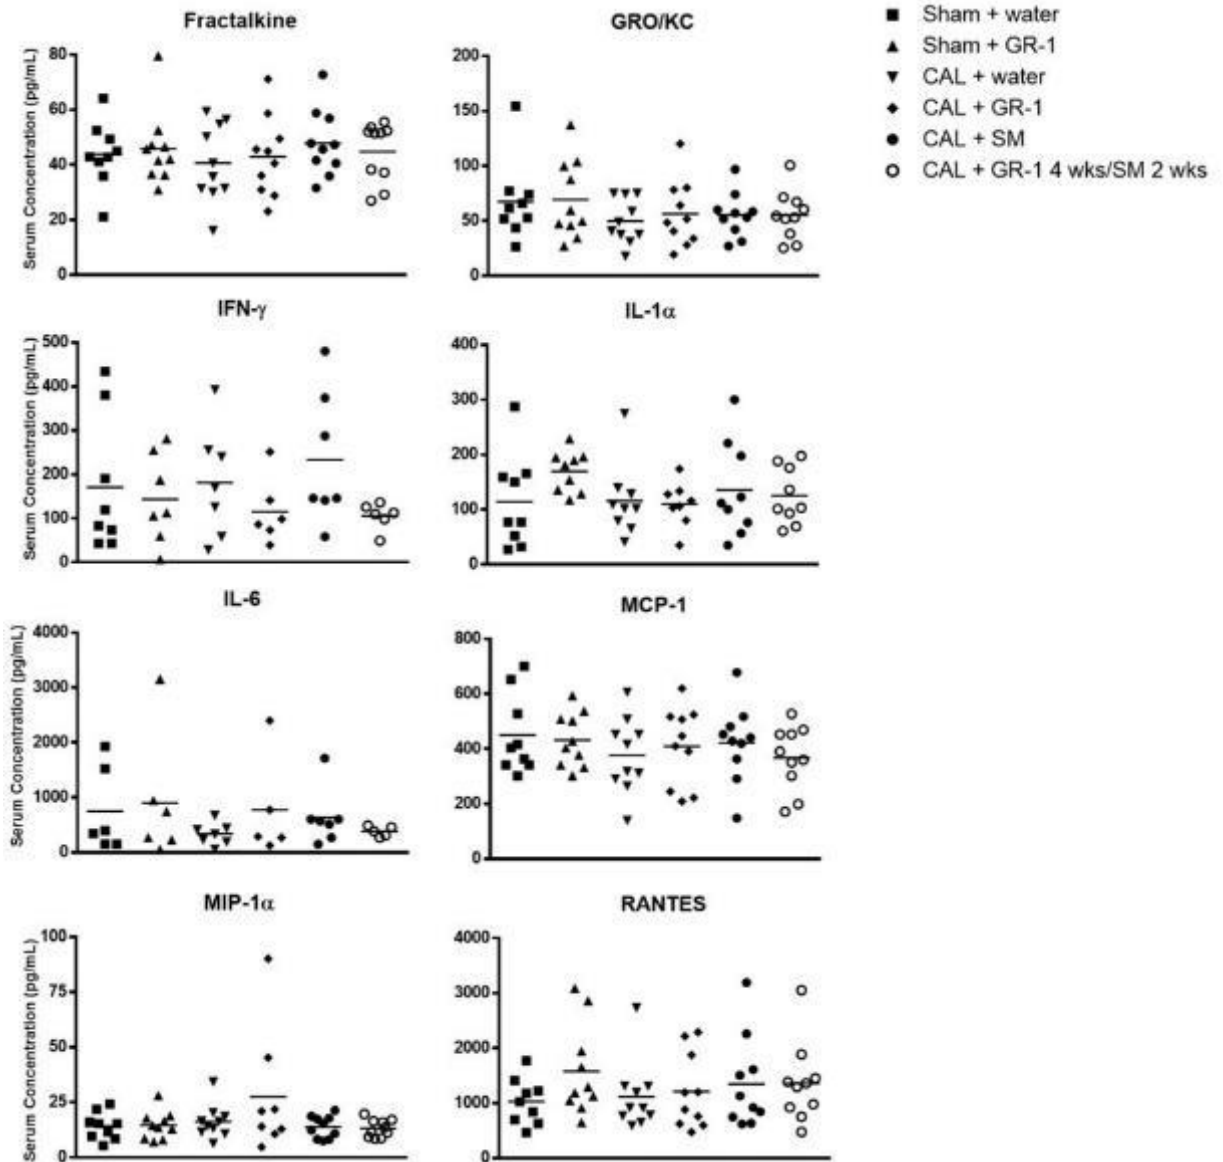 Fractalkine
Serum Concentration (pg/mL)
80
60
40
20
0
GRO/KC
200
150
100
50
0
Sham + water
Sham + GR-1
CAL + water
CAL + GR-1
CAL + SM
CAL + GR-1 4 wks/SM 2 wks
IFN-γ
Serum Concentration (pg/mL)
500
400
300
200
100
0
IL-1α
400
300
200
100
0
IL-6
Serum Concentration (pg/mL)
4000
3000
2000
1000
0
MCP-1
800
600
400
200
0
MIP-1α
Serum Concentration (pg/mL)
100
75
50
25
0
RANTES
4000
3000
2000
1000
0